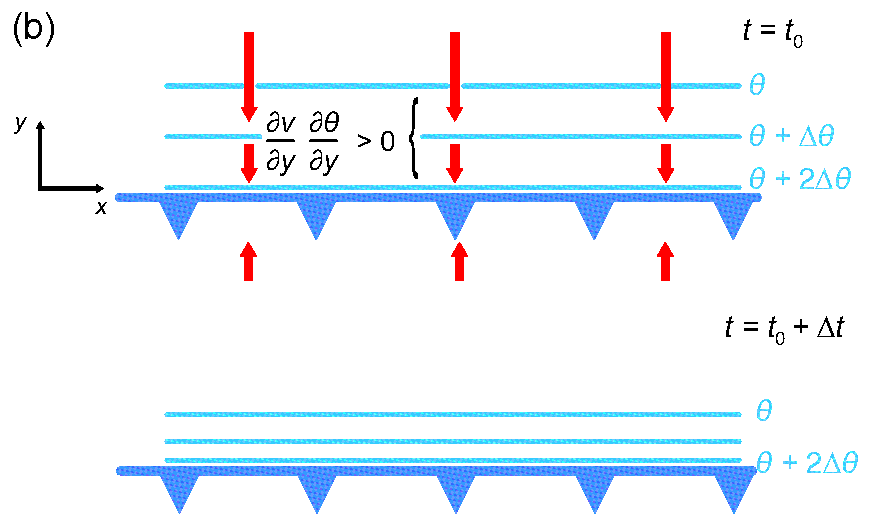 (b)
t = t₀
θ
y
∂v/∂y ∂θ/∂y > 0 {
θ + Δθ
θ + 2Δθ
x
t = t₀ + Δt
θ
θ + 2Δθ